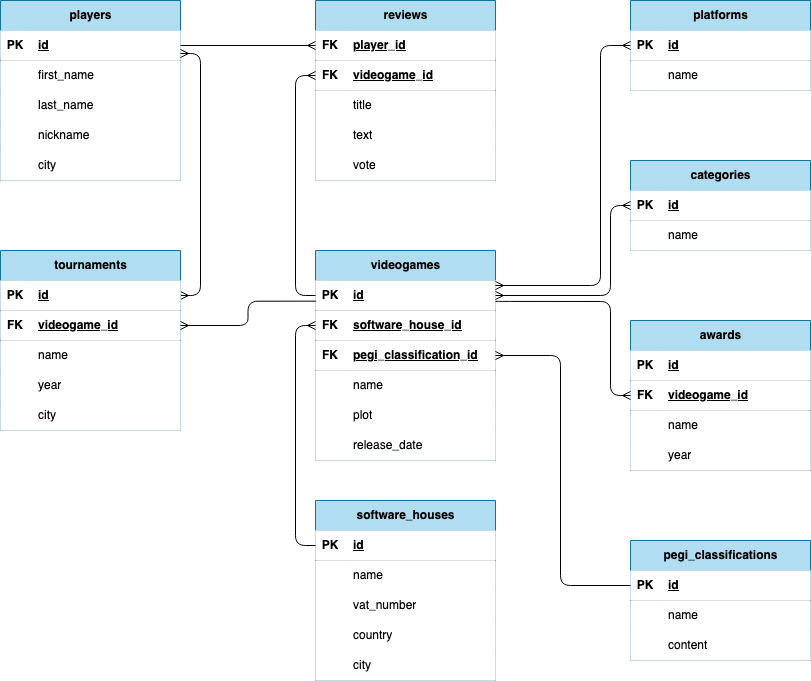 players
PK id
first_name
last_name
nickname
city
reviews
FK player_id
FK videogame_id
title
text
vote
platforms
PK id
name
categories
PK id
name
tournaments
PK id
FK videogame_id
name
year
city
videogames
PK id
FK software_house_id
FK pegi_classification_id
name
plot
release_date
awards
PK id
FK videogame_id
name
year
software_houses
PK id
name
vat_number
country
city
pegi_classifications
PK id
name
content